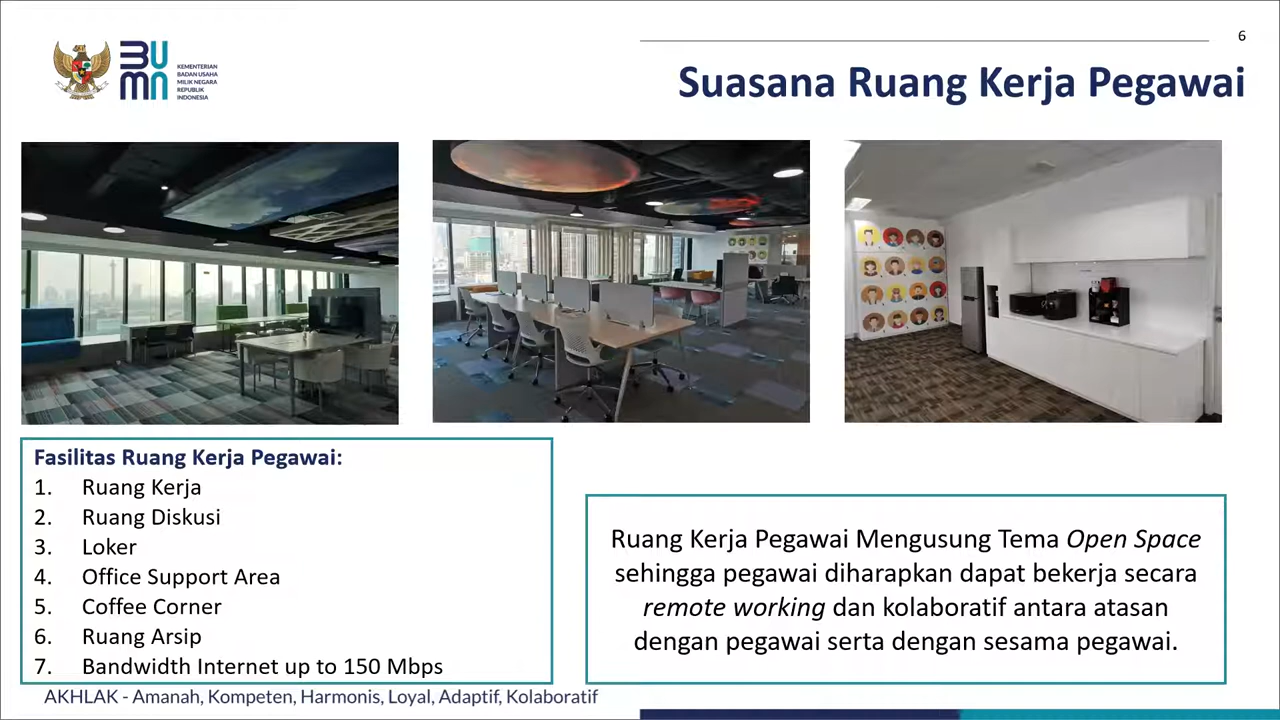 6
BUMN
KEMENTERIAN
BADAN USAHA
MILIK NEGARA
REPUBLIK
INDONESIA
Suasana Ruang Kerja Pegawai
Fasilitas Ruang Kerja Pegawai:
1. Ruang Kerja
2. Ruang Diskusi
3. Loker
4. Office Support Area
5. Coffee Corner
6. Ruang Arsip
7. Bandwidth Internet up to 150 Mbps
Ruang Kerja Pegawai Mengusung Tema Open Space
sehingga pegawai diharapkan dapat bekerja secara
remote working dan kolaboratif antara atasan
dengan pegawai serta dengan sesama pegawai.
AKHLAK - Amanah, Kompeten, Harmonis, Loyal, Adaptif, Kolaboratif